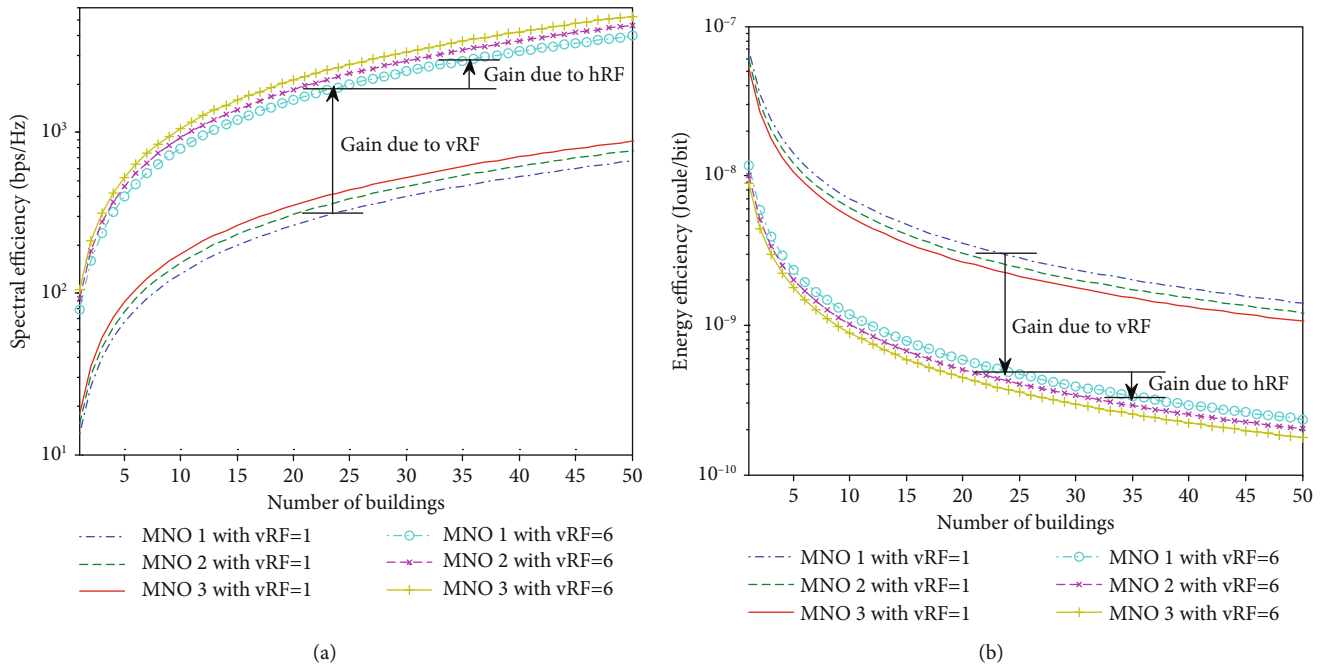 Spectral efficiency (bps/Hz)
10³
10²
10¹
Gain due to hRF
Gain due to vRF
5 10 15 20 25 30 35 40 45 50
Number of buildings
MNO 1 with vRF=1
MNO 2 with vRF=1
MNO 3 with vRF=1
MNO 1 with vRF=6
MNO 2 with vRF=6
MNO 3 with vRF=6
(a)
Energy efficiency (Joule/bit)
10⁻⁷
10⁻⁸
10⁻⁹
10⁻¹⁰
Gain due to vRF
Gain due to hRF
5 10 15 20 25 30 35 40 45 50
Number of buildings
MNO 1 with vRF=1
MNO 2 with vRF=1
MNO 3 with vRF=1
MNO 1 with vRF=6
MNO 2 with vRF=6
MNO 3 with vRF=6
(b)